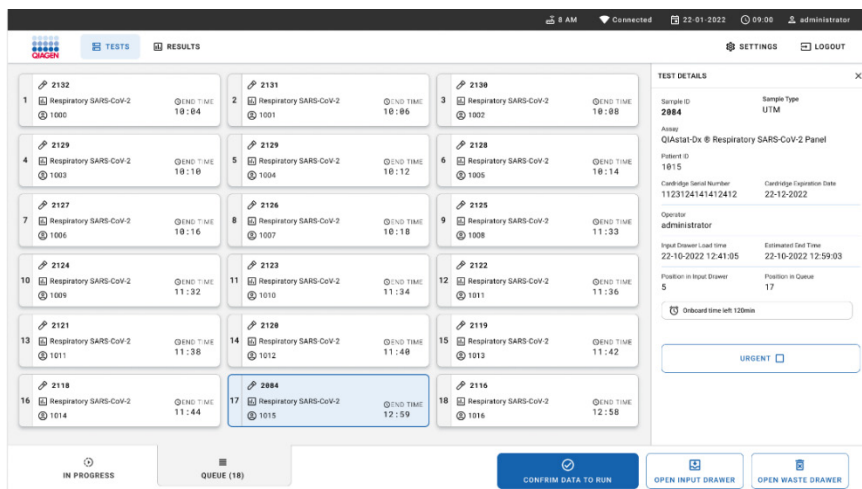 8 AM Connected 22-01-2022 09:00 administrator
QIAGEN TESTS RESULTS SETTINGS LOGOUT
1 2132
Respiratory SARS-CoV-2 END TIME
1000 10:04
2 2131
Respiratory SARS-CoV-2 END TIME
1001 10:06
3 2130
Respiratory SARS-CoV-2 END TIME
1002 10:08
4 2129
Respiratory SARS-CoV-2 END TIME
1003 10:10
5 2129
Respiratory SARS-CoV-2 END TIME
1004 10:12
6 2128
Respiratory SARS-CoV-2 END TIME
1005 10:14
7 2127
Respiratory SARS-CoV-2 END TIME
1006 10:16
8 2126
Respiratory SARS-CoV-2 END TIME
1007 10:18
9 2125
Respiratory SARS-CoV-2 END TIME
1008 11:33
10 2124
Respiratory SARS-CoV-2 END TIME
1009 11:32
11 2123
Respiratory SARS-CoV-2 END TIME
1010 11:34
12 2122
Respiratory SARS-CoV-2 END TIME
1011 11:36
13 2121
Respiratory SARS-CoV-2 END TIME
1011 11:38
14 2120
Respiratory SARS-CoV-2 END TIME
1012 11:40
15 2119
Respiratory SARS-CoV-2 END TIME
1013 11:42
16 2118
Respiratory SARS-CoV-2 END TIME
1014 11:44
17 2084
Respiratory SARS-CoV-2 END TIME
1015 12:59
18 2116
Respiratory SARS-CoV-2 END TIME
1016 12:58
TEST DETAILS
Sample ID Sample Type
2084 UTM
Assay
QIAstat-Dx ® Respiratory SARS-CoV-2 Panel
Patient ID
1015
Cardridge Serial Number Cardridge Expiration Date
1123124141412412 22-12-2022
Operator
administrator
Input Drawer Load time Estimated End Time
22-10-2022 12:41:05 22-10-2022 12:59:03
Position in Input Drawer Position in Queue
5 17
Onboard time left 120min
URGENT
IN PROGRESS QUEUE (18) CONFRIM DATA TO RUN OPEN INPUT DRAWER OPEN WASTE DRAWER